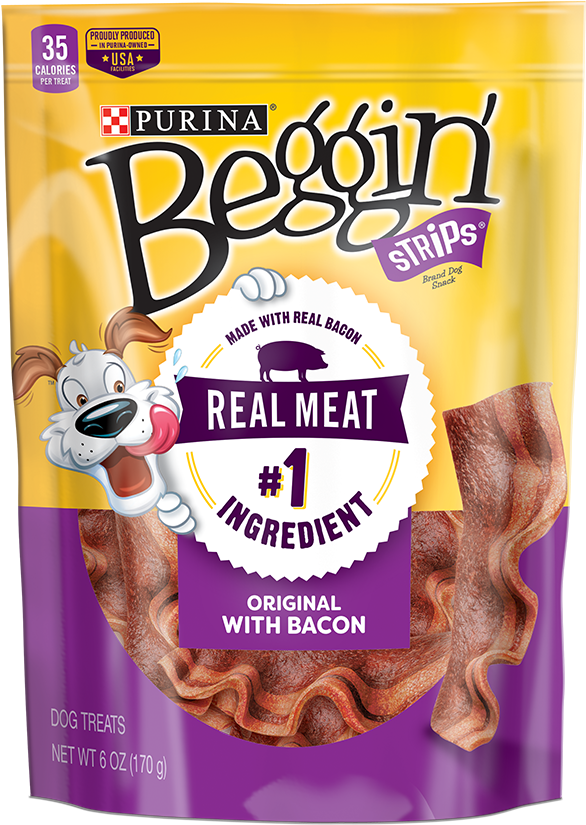 35
CALORIES
PER TREAT
PROUDLY PRODUCED
IN PURINA-OWNED
USA
FACILITIES
PURINA®
Beggin'
STRiPS®
Brand Dog
Snack
MADE WITH REAL BACON
REAL MEAT
#1
INGREDIENT
TM
ORIGINAL
WITH BACON
DOG TREATS
NET WT 6 OZ (170 g)